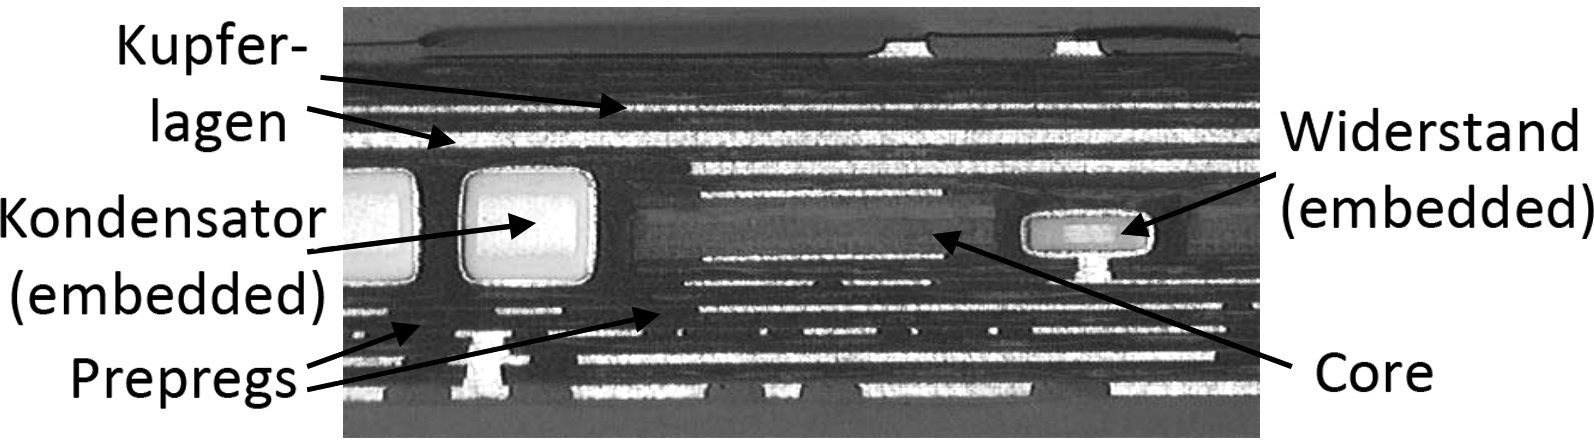 Kupfer-
lagen
Kondensator
(embedded)
Prepregs
Widerstand
(embedded)
Core